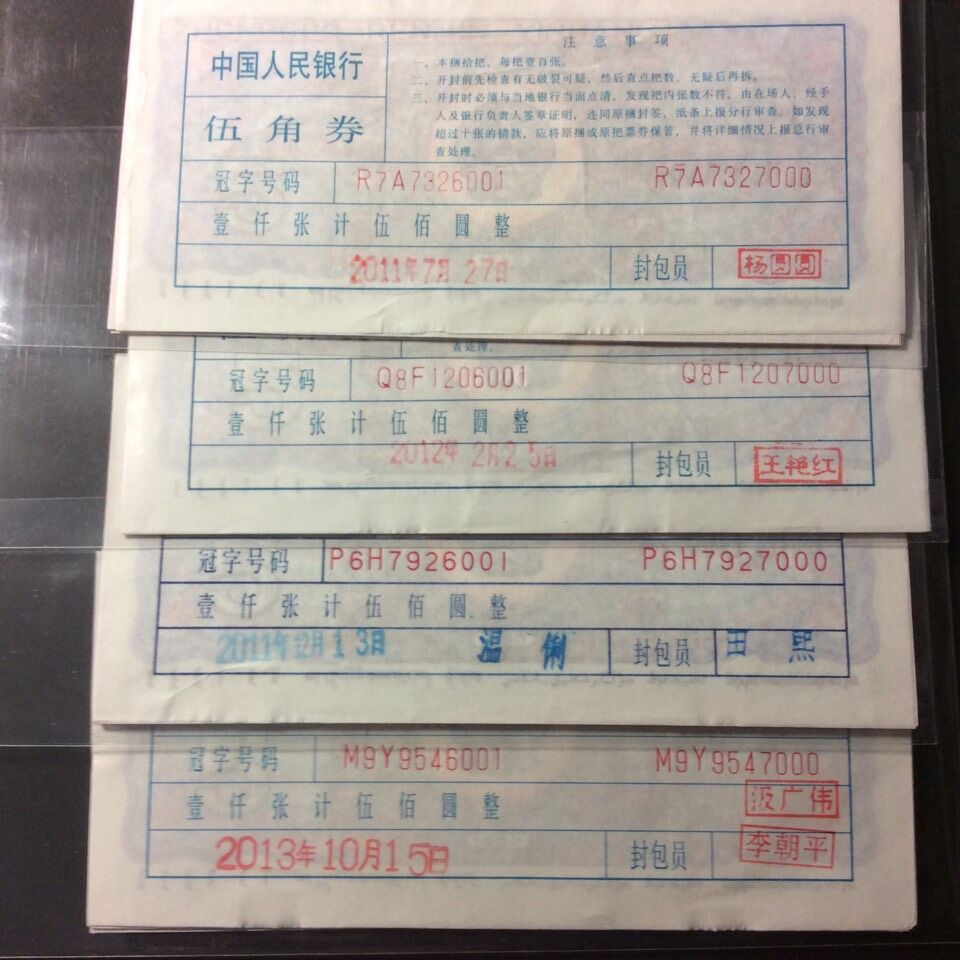 注意事项
中国人民银行
一、本捆拾把，每把壹百张。
二、开封前先检查有无破裂可疑，然后查点把数，无疑后再拆。
三、开封时必须与当地银行当面点清，发现把内张数不符，由在场人、经手
人及银行负责人签章证明，连同原捆封签，纸条上报分行审查。如发现
超过十张的错款，应将原捆或原把票券保管，并将详细情况上报总行审
查处理。
伍角券
冠字号码 R7A7326001 R7A7327000
壹仟张计伍佰圆整
2011年7月27日 封包员 杨圆圆
查处理。
冠字号码 Q8F1206001 Q8F1207000
壹仟张计伍佰圆整
2012年2月25日 封包员 王艳红
冠字号码 P6H7926001 P6H7927000
壹仟张计伍佰圆整
2011年12月13日 温俐 封包员 田熙
冠字号码 M9Y9546001 M9Y9547000
壹仟张计伍佰圆整 广伟
2013年10月15日 封包员 李朝平